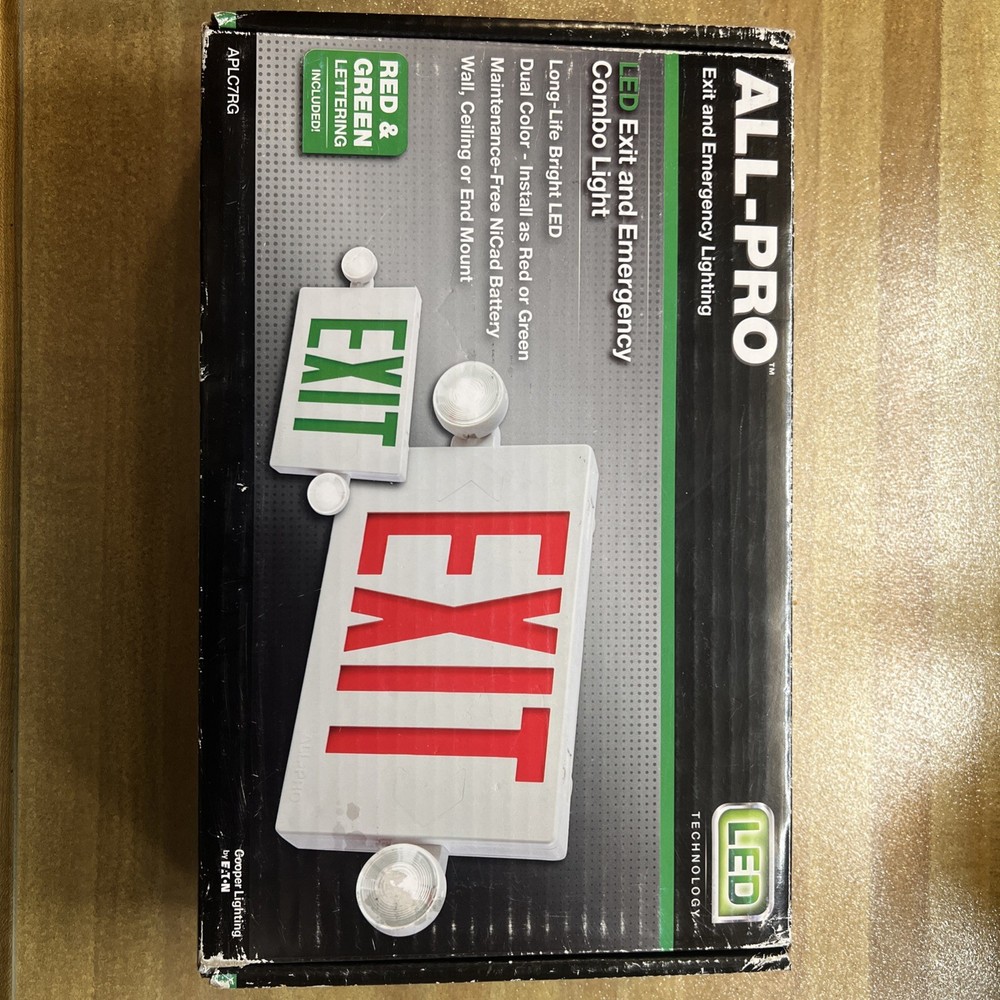 ALL-PRO™
Exit and Emergency Lighting
LED
TECHNOLOGY
LED Exit and Emergency
Combo Light
Long-Life Bright LED
Dual Color - Install as Red or Green
Maintenance-Free NiCad Battery
Wall, Ceiling or End Mount
RED &
GREEN
LETTERING
INCLUDED!
EXIT
EXIT
ALL-PRO
APLC7RG
Cooper Lighting
by EATON